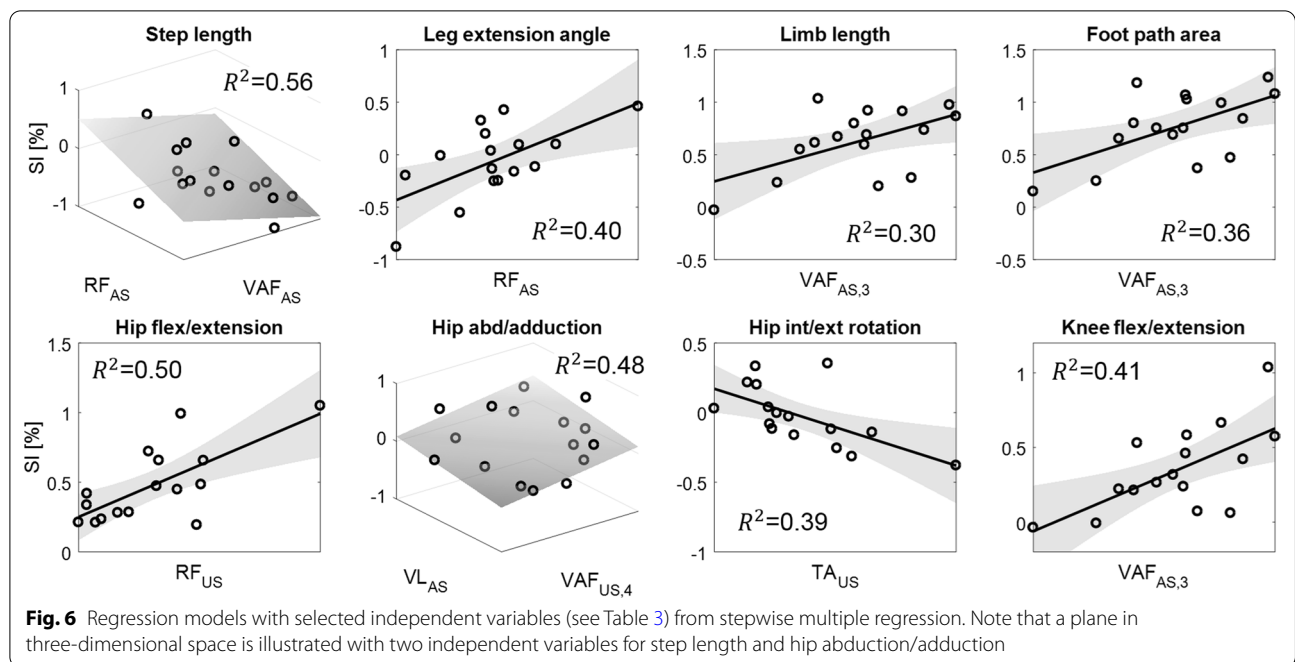 Step length
R²=0.56
1
0
-1
SI [%]
RF_AS
VAF_AS
Leg extension angle
1
0.5
0
-0.5
-1
R²=0.40
RF_AS
Limb length
1.5
1
0.5
0
-0.5
R²=0.30
VAF_AS,3
Foot path area
1.5
1
0.5
0
-0.5
R²=0.36
VAF_AS,3
Hip flex/extension
R²=0.50
1.5
1
0.5
0
SI [%]
RF_US
Hip abd/adduction
R²=0.48
1
0
-1
VL_AS
VAF_US,4
Hip int/ext rotation
0.5
0
-0.5
-1
R²=0.39
TA_US
Knee flex/extension
R²=0.41
1
0.5
0
VAF_AS,3
Fig. 6 Regression models with selected independent variables (see Table 3) from stepwise multiple regression. Note that a plane in
three-dimensional space is illustrated with two independent variables for step length and hip abduction/adduction